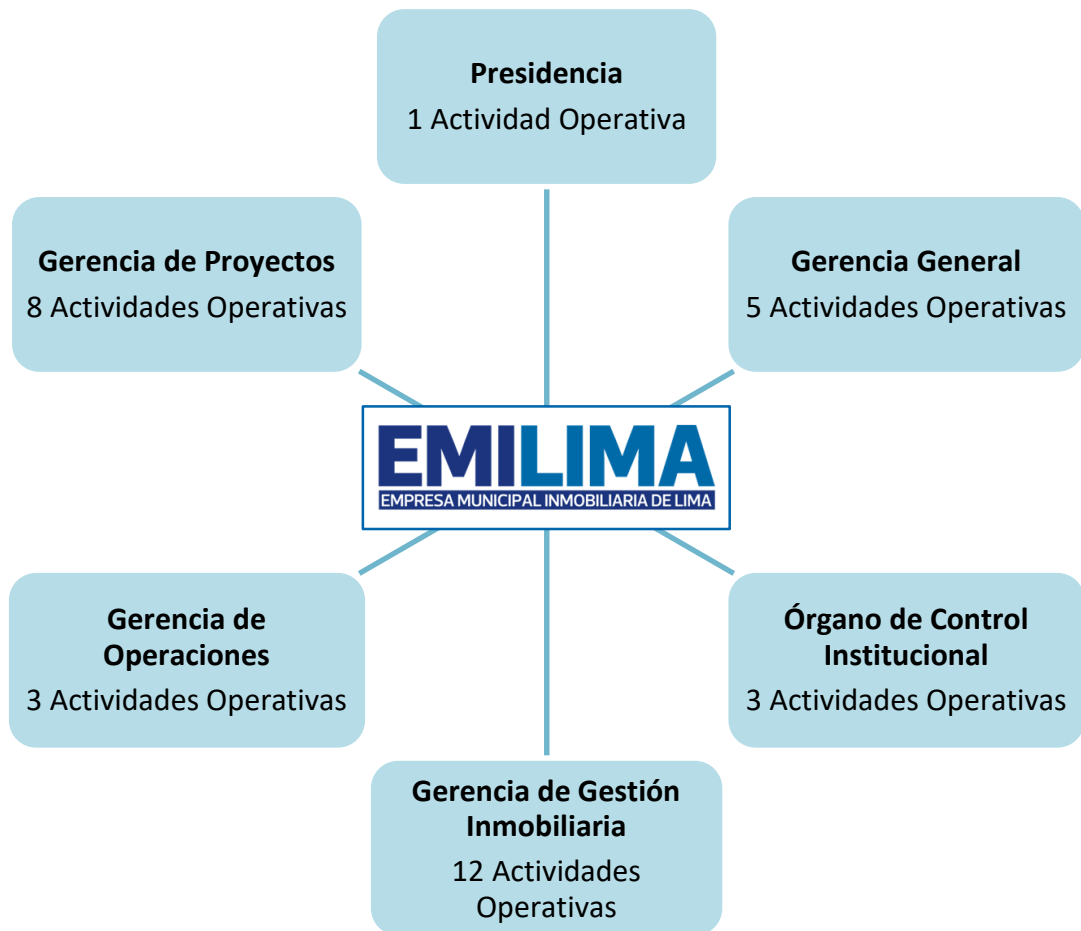 Presidencia
1 Actividad Operativa
Gerencia de Proyectos
8 Actividades Operativas
Gerencia General
5 Actividades Operativas
EMILIMA
EMPRESA MUNICIPAL INMOBILIARIA DE LIMA
Gerencia de
Operaciones
3 Actividades Operativas
Órgano de Control
Institucional
3 Actividades Operativas
Gerencia de Gestión
Inmobiliaria
12 Actividades
Operativas